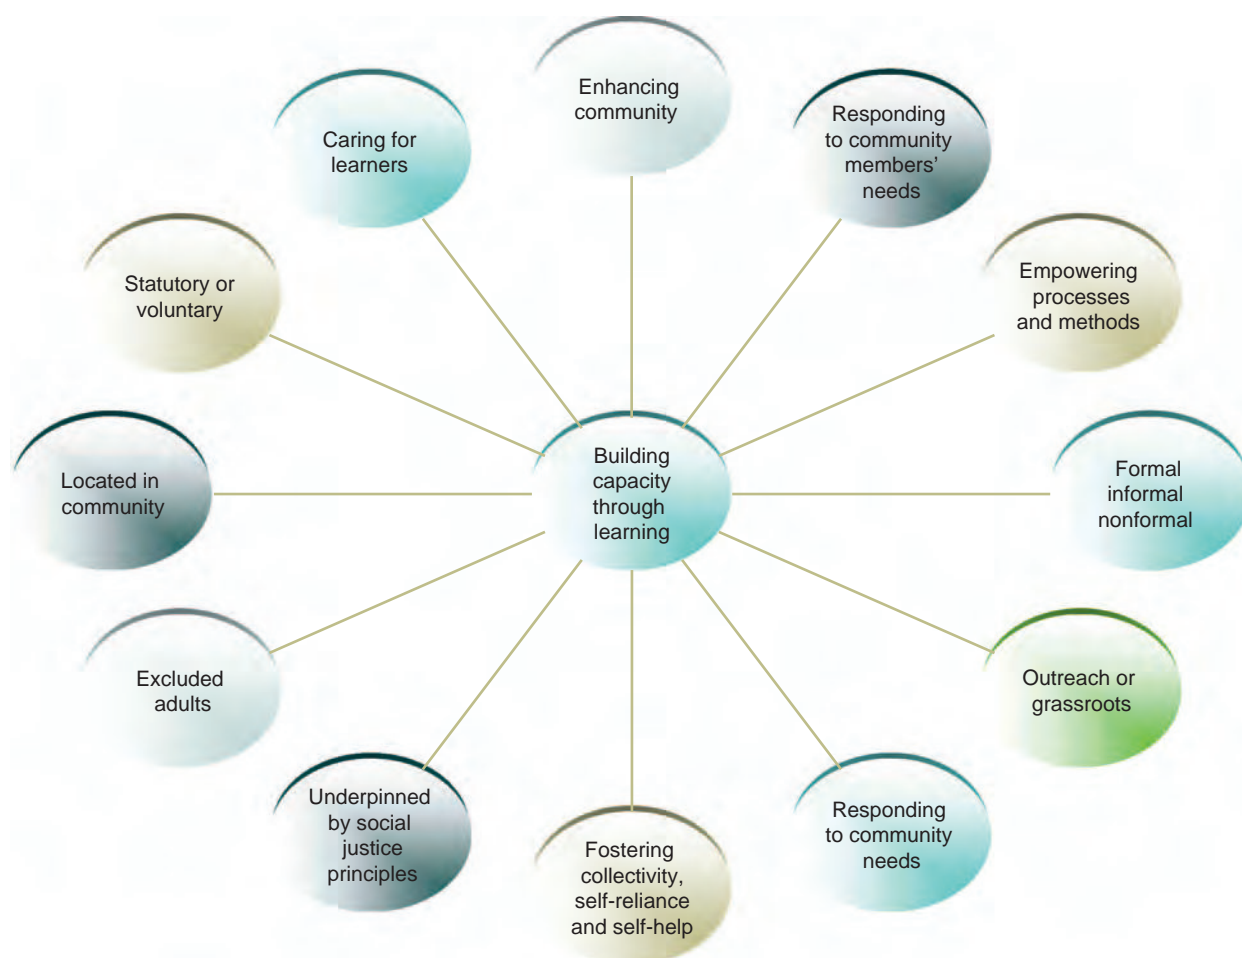 Enhancing
community
Responding
to community
members’
needs
Empowering
processes
and methods
Formal
informal
nonformal
Outreach or
grassroots
Responding
to community
needs
Fostering
collectivity,
self-reliance
and self-help
Underpinned
by social
justice
principles
Excluded
adults
Located in
community
Statutory or
voluntary
Caring for
learners
Building
capacity
through
learning